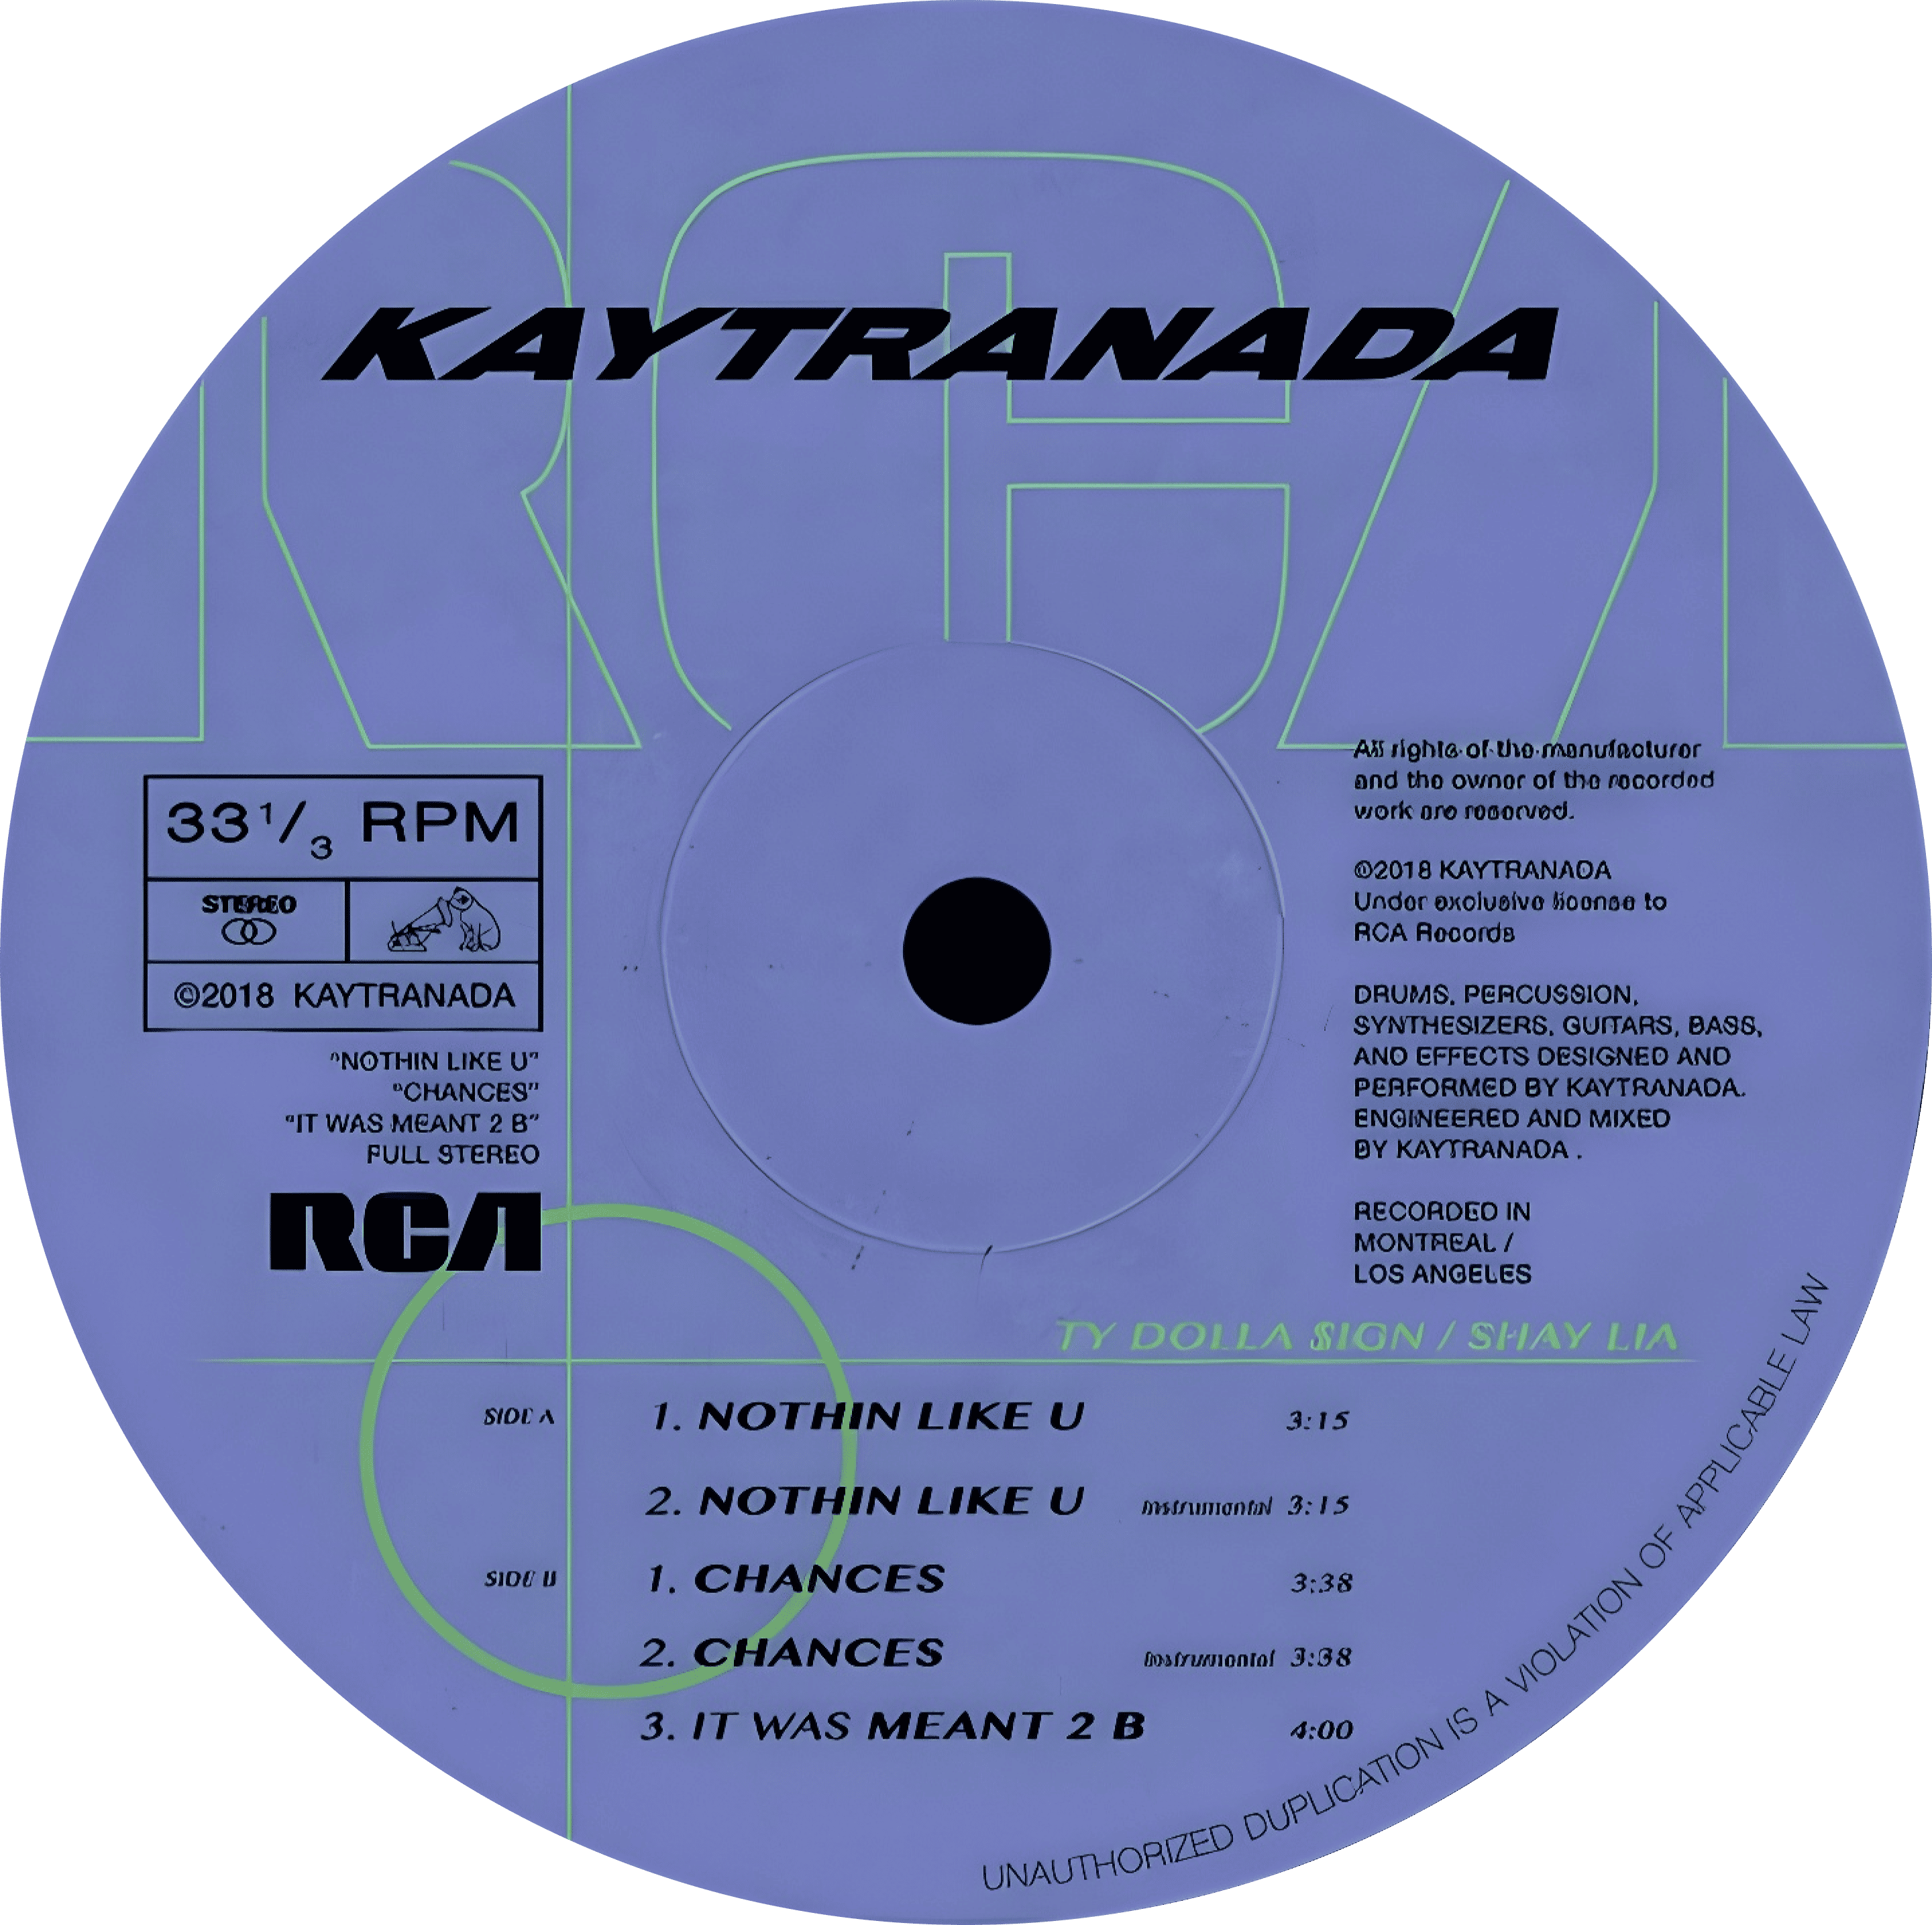 KAYTRANADA
33 1/3 RPM
STEREO
©2018 KAYTRANADA
"NOTHIN LIKE U"
"CHANCES"
"IT WAS MEANT 2 B"
FULL STEREO
RCA
All rights of the manufacturer
and the owner of the recorded
work are reserved.
©2018 KAYTRANADA
Under exclusive license to
RCA Records
DRUMS, PERCUSSION,
SYNTHESIZERS, GUITARS, BASS,
AND EFFECTS DESIGNED AND
PERFORMED BY KAYTRANADA.
ENGINEERED AND MIXED
BY KAYTRANADA .
RECORDED IN
MONTREAL /
LOS ANGELES
TY DOLLA SIGN / SHAY LIA
SIDE A 1. NOTHIN LIKE U 3:15
2. NOTHIN LIKE U Instrumental 3:15
SIDE B 1. CHANCES 3:38
2. CHANCES Instrumental 3:38
3. IT WAS MEANT 2 B 4:00
UNAUTHORIZED DUPLICATION IS A VIOLATION OF APPLICABLE LAW
RCA